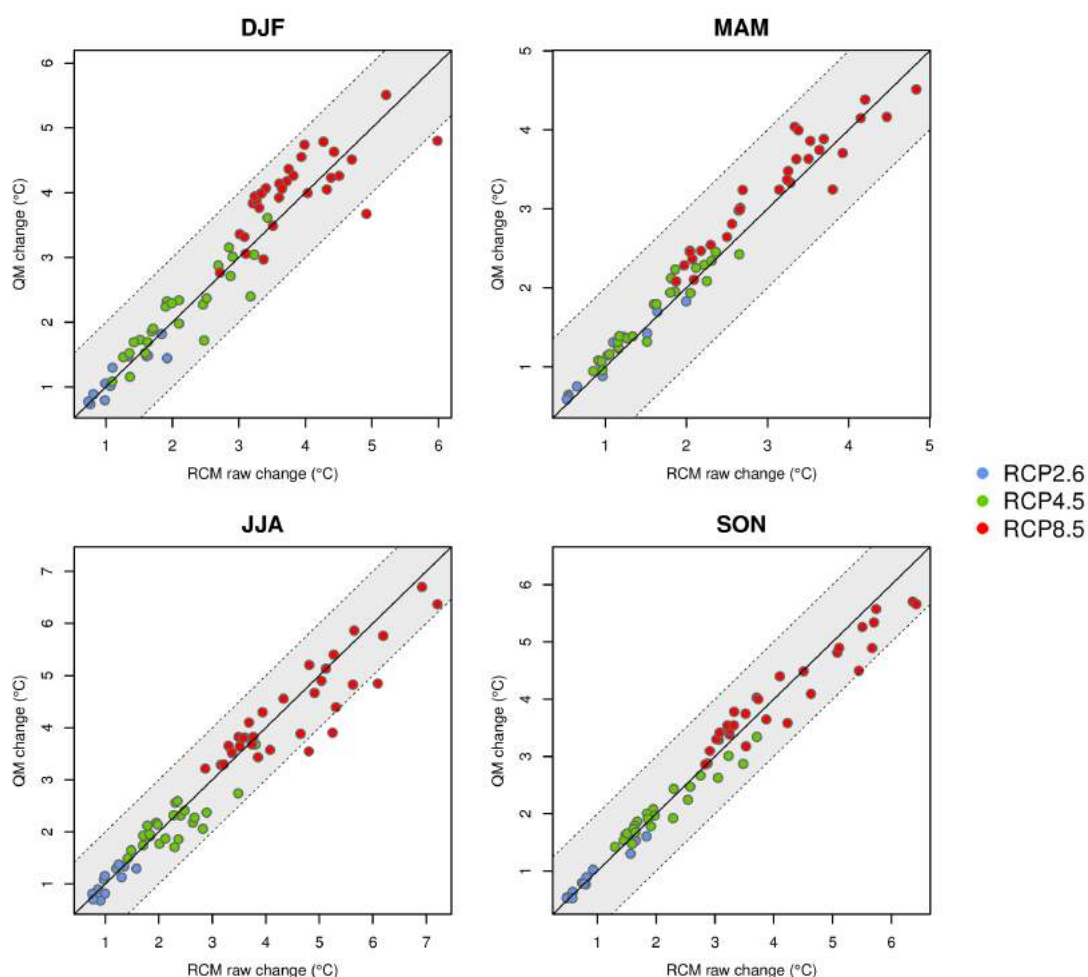 DJF
6
5
4
3
2
1
QM change (°C)
1 2 3 4 5 6
RCM raw change (°C)
MAM
5
4
3
2
1
QM change (°C)
1 2 3 4 5
RCM raw change (°C)
RCP2.6
RCP4.5
RCP8.5
JJA
7
6
5
4
3
2
1
QM change (°C)
1 2 3 4 5 6 7
RCM raw change (°C)
SON
6
5
4
3
2
1
QM change (°C)
1 2 3 4 5 6
RCM raw change (°C)